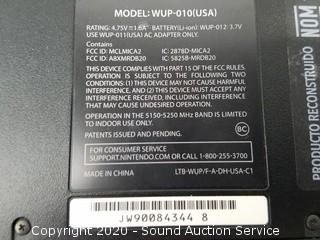 MODEL: WUP-010(USA)
RATING: 4.75V⎓1.6A BATTERY(Li-ion): WUP-012: 3.7V
USE WUP-011(USA) AC ADAPTER ONLY.
Contains:
FCC ID: MCLMICA2 IC: 2878D-MICA2
FCC ID: A8XMRDB20 IC: 5825B-MRDB20
THIS DEVICE COMPLIES WITH PART 15 OF THE FCC RULES.
OPERATION IS SUBJECT TO THE FOLLOWING TWO
CONDITIONS: (1) THIS DEVICE MAY NOT CAUSE HARMFUL
INTERFERENCE, AND (2) THIS DEVICE MUST ACCEPT ANY
INTERFERENCE RECEIVED, INCLUDING INTERFERENCE THAT
MAY CAUSE UNDESIRED OPERATION.
OPERATION IN THE 5150-5250 MHz BAND IS LIMITED TO
INDOOR USE ONLY.
BC
PATENTS ISSUED AND PENDING.
FOR CONSUMER SERVICE
SUPPORT.NINTENDO.COM OR CALL 1-800-255-3700
MADE IN CHINA LTB-WUP/F-A-DH-USA-C1
JW90084344 8
NOM
PRODUCTO RECONSTRUIDO
Copyright 2020 - Surplus Auction